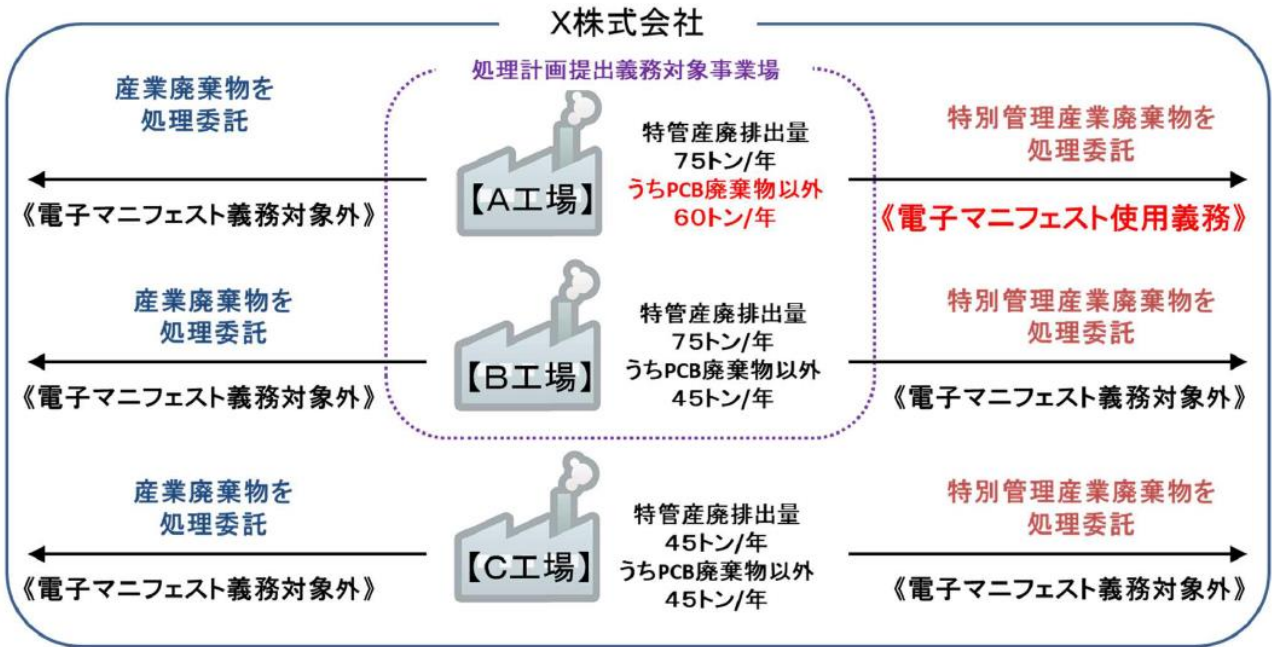 X株式会社
処理計画提出義務対象事業場
産業廃棄物を
処理委託
《電子マニフェスト義務対象外》
【A工場】
特管産廃排出量
75トン/年
うちPCB廃棄物以外
60トン/年
特別管理産業廃棄物を
処理委託
《電子マニフェスト使用義務》
産業廃棄物を
処理委託
《電子マニフェスト義務対象外》
【B工場】
特管産廃排出量
75トン/年
うちPCB廃棄物以外
45トン/年
特別管理産業廃棄物を
処理委託
《電子マニフェスト義務対象外》
産業廃棄物を
処理委託
《電子マニフェスト義務対象外》
【C工場】
特管産廃排出量
45トン/年
うちPCB廃棄物以外
45トン/年
特別管理産業廃棄物を
処理委託
《電子マニフェスト義務対象外》